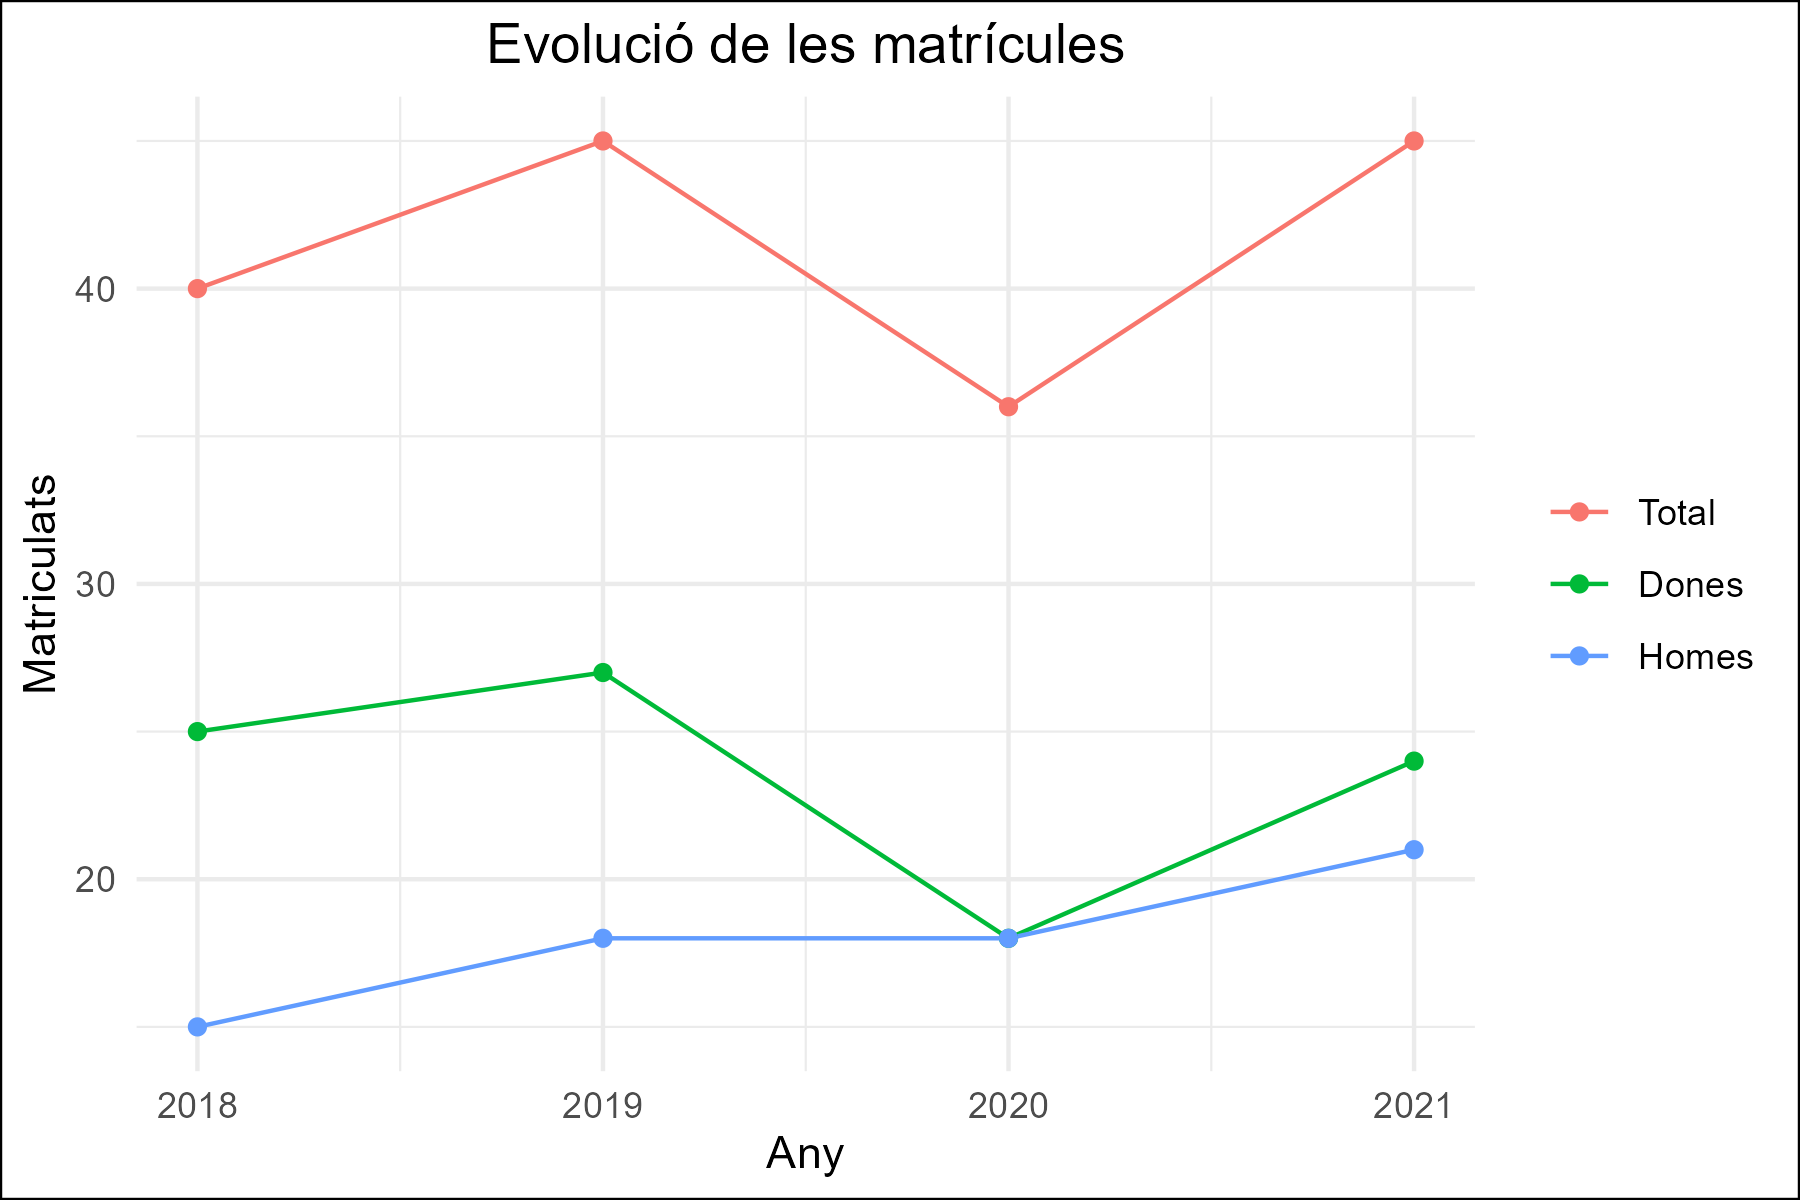 Evolució de les matrícules
Matriculats
40
30
20
2018
2019
2020
2021
Any
Total
Dones
Homes